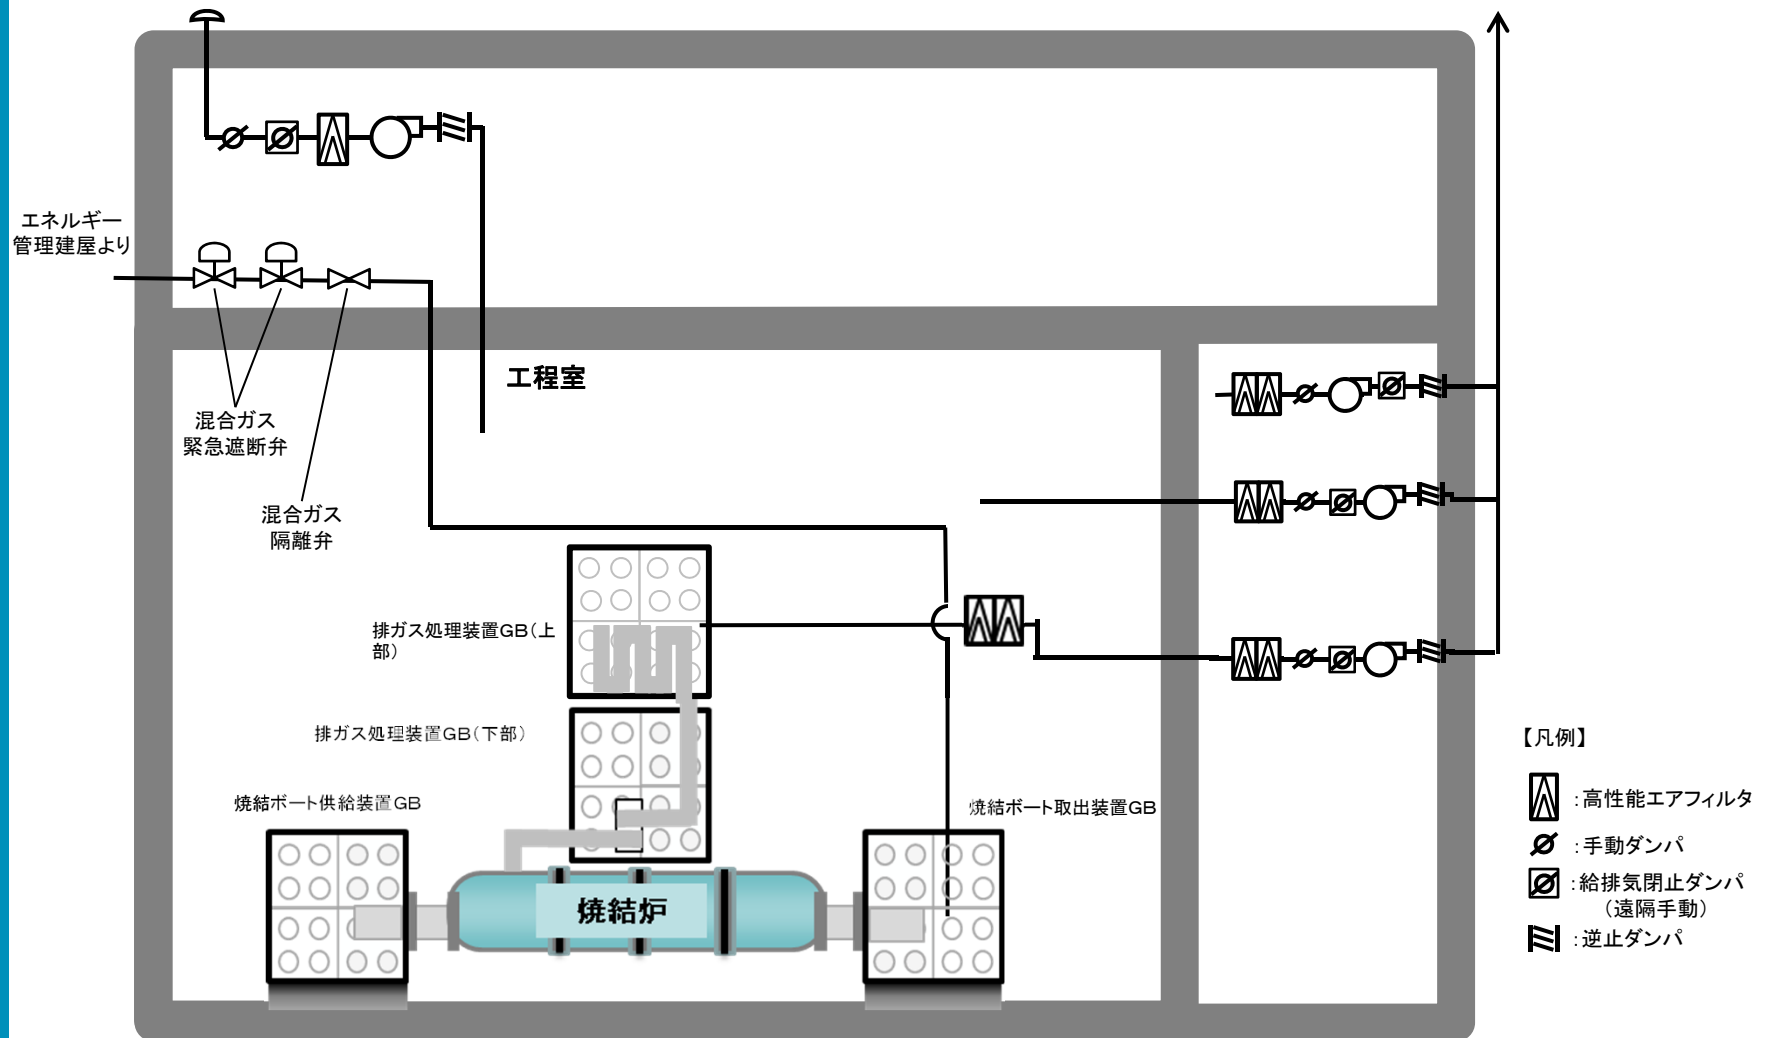 エネルギー
管理建屋より
工程室
混合ガス
緊急遮断弁
混合ガス
隔離弁
排ガス処理装置GB（上
部）
排ガス処理装置GB（下部）
焼結ボート供給装置GB
焼結ボート取出装置GB
焼結炉
【凡例】
：高性能エアフィルタ
：手動ダンパ
：給排気閉止ダンパ
（遠隔手動）
：逆止ダンパ